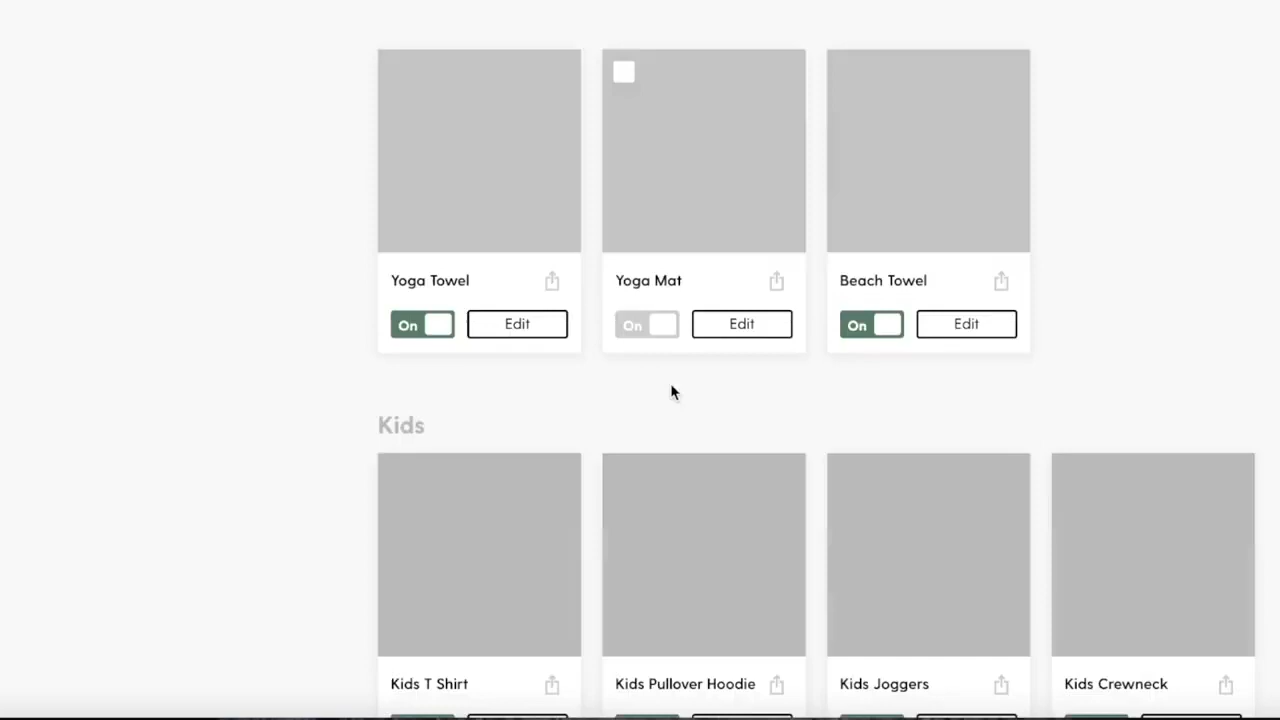 Yoga Towel
Yoga Mat
Beach Towel
On
Edit
On
Edit
On
Edit
Kids
Kids T Shirt
Kids Pullover Hoodie
Kids Joggers
Kids Crewneck